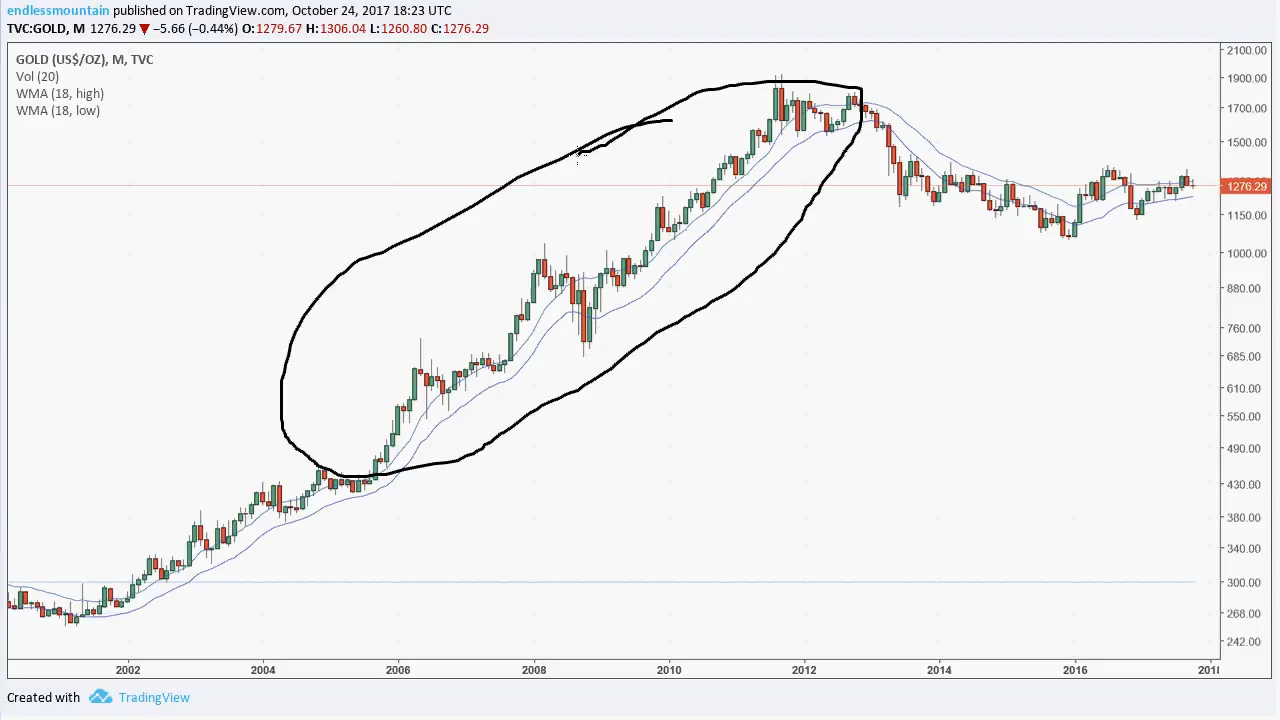 endlessmountain published on TradingView.com, October 24, 2017 18:23 UTC
TVC:GOLD, M 1276.29 ▼ −5.66 (−0.44%) O:1279.67 H:1306.04 L:1260.80 C:1276.29
GOLD (US$/OZ), M, TVC
Vol (20)
WMA (18, high)
WMA (18, low)
2100.00
1900.00
1700.00
1500.00
1276.29
1150.00
1000.00
880.00
760.00
685.00
610.00
550.00
490.00
430.00
380.00
340.00
300.00
268.00
242.00
2002 2004 2006 2008 2010 2012 2014 2016
Created with TradingView